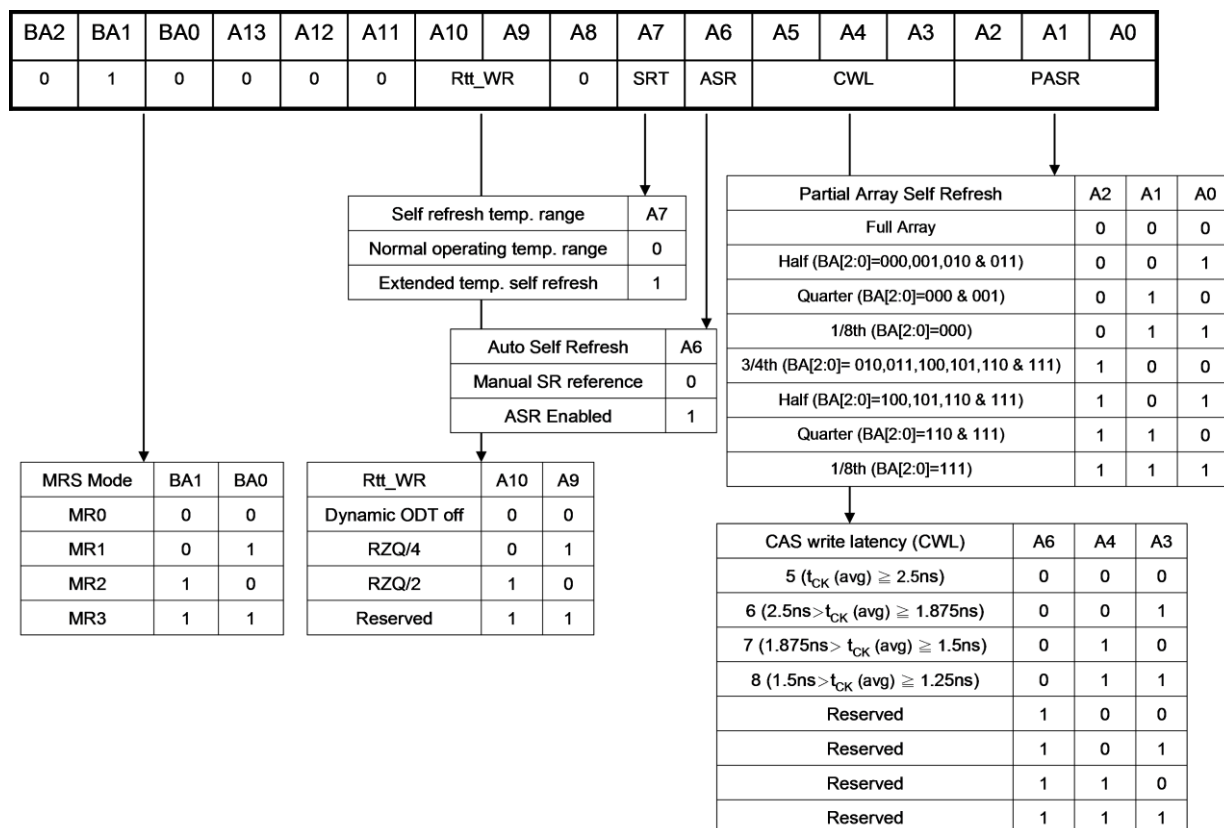 BA2 BA1 BA0 A13 A12 A11 A10 A9 A8 A7 A6 A5 A4 A3 A2 A1 A0
0 1 0 0 0 0 Rtt_WR 0 SRT ASR CWL PASR
Self refresh temp. range A7
Normal operating temp. range 0
Extended temp. self refresh 1
Auto Self Refresh A6
Manual SR reference 0
ASR Enabled 1
Partial Array Self Refresh A2 A1 A0
Full Array 0 0 0
Half (BA[2:0]=000,001,010 & 011) 0 0 1
Quarter (BA[2:0]=000 & 001) 0 1 0
1/8th (BA[2:0]=000) 0 1 1
3/4th (BA[2:0]= 010,011,100,101,110 & 111) 1 0 0
Half (BA[2:0]=100,101,110 & 111) 1 0 1
Quarter (BA[2:0]=110 & 111) 1 1 0
1/8th (BA[2:0]=111) 1 1 1
MRS Mode BA1 BA0
MR0 0 0
MR1 0 1
MR2 1 0
MR3 1 1
Rtt_WR A10 A9
Dynamic ODT off 0 0
RZQ/4 0 1
RZQ/2 1 0
Reserved 1 1
CAS write latency (CWL) A6 A4 A3
5 (tCK (avg) ≧ 2.5ns) 0 0 0
6 (2.5ns>tCK (avg) ≧ 1.875ns) 0 0 1
7 (1.875ns> tCK (avg) ≧ 1.5ns) 0 1 0
8 (1.5ns>tCK (avg) ≧ 1.25ns) 0 1 1
Reserved 1 0 0
Reserved 1 0 1
Reserved 1 1 0
Reserved 1 1 1